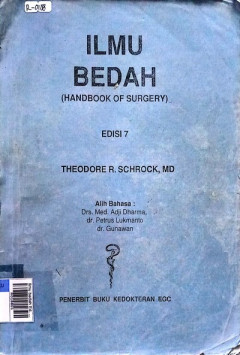 ILMU
BEDAH
(HANDBOOK OF SURGERY)
EDISI 7
THEODORE R. SCHROCK, MD
Alih Bahasa :
Drs. Med. Adji Dharma,
dr. Petrus Lukmanto
dr. Gunawan
PENERBIT BUKU KEDOKTERAN EGC